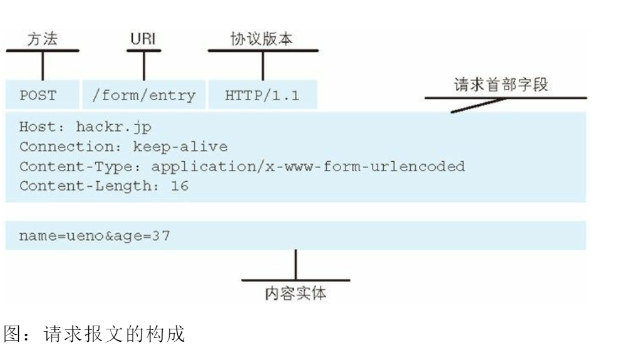 方法 URI 协议版本
请求首部字段
POST /form/entry HTTP/1.1
Host: hackr.jp
Connection: keep-alive
Content-Type: application/x-www-form-urlencoded
Content-Length: 16
name=ueno&age=37
内容实体
图：请求报文的构成